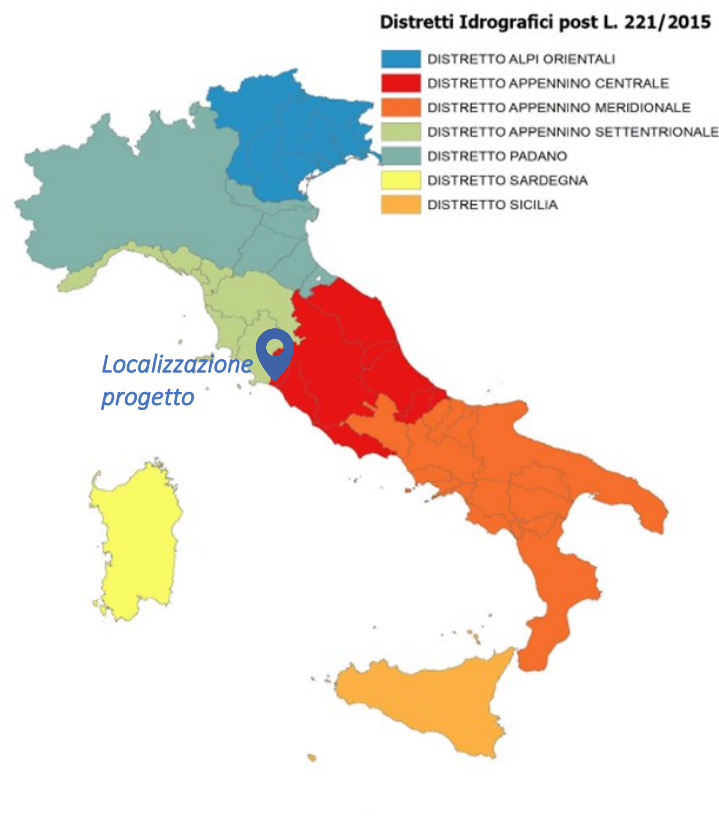 Distretti Idrografici post L. 221/2015
DISTRETTO ALPI ORIENTALI
DISTRETTO APPENNINO CENTRALE
DISTRETTO APPENNINO MERIDIONALE
DISTRETTO APPENNINO SETTENTRIONALE
DISTRETTO PADANO
DISTRETTO SARDEGNA
DISTRETTO SICILIA
Localizzazione
progetto